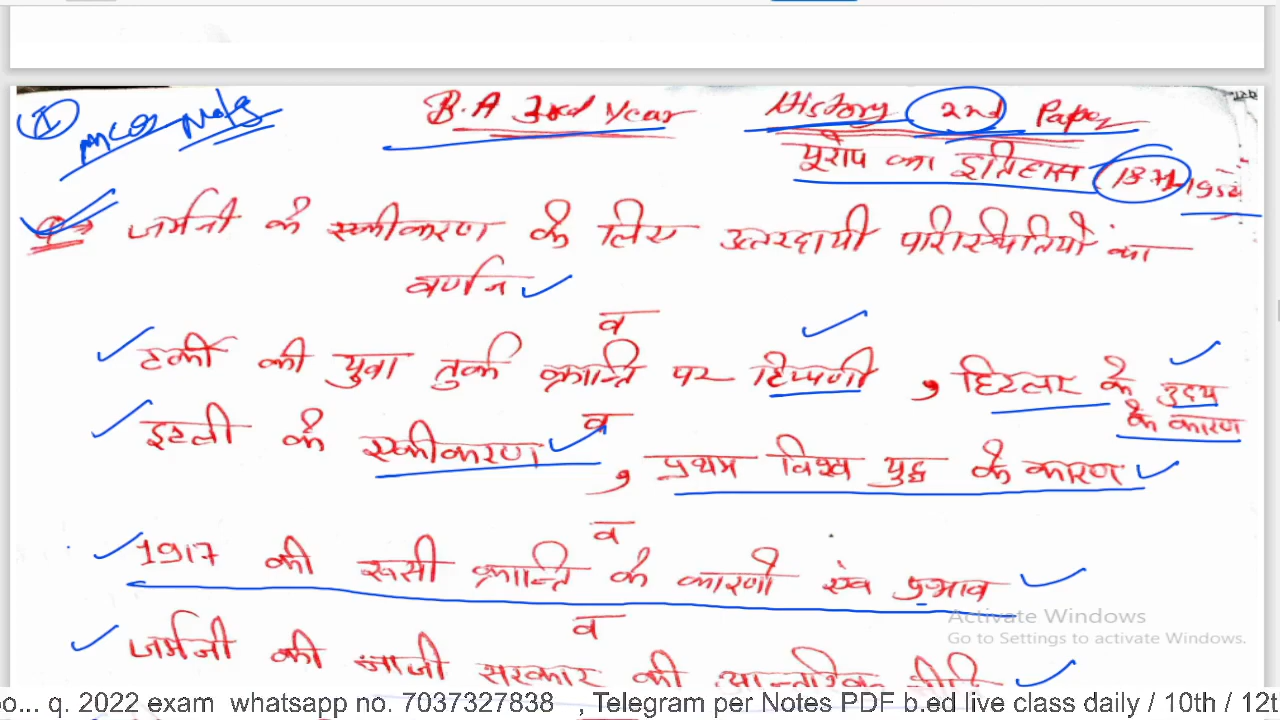 ① MCQ Notes
B.A 3rd Year History 2nd Paper
यूरोप का इतिहास 1871-1952
जर्मनी के एकीकरण के लिए उत्तरदायी परिस्थितियों का
वर्णन
व
टर्की की युवा तुर्क क्रान्ति पर टिप्पणी , हिटलर के उदय
के कारण
व
इटली के एकीकरण , प्रथम विश्व युद्ध के कारण
व
1917 की रूसी क्रान्ति के कारणों एंव प्रभाव
व
जर्मनी की नाजी सरकार की
Activate Windows
Go to Settings to activate Windows.
o... q. 2022 exam whatsapp no. 7037327838 , Telegram per Notes PDF b.ed live class daily / 10th / 12t